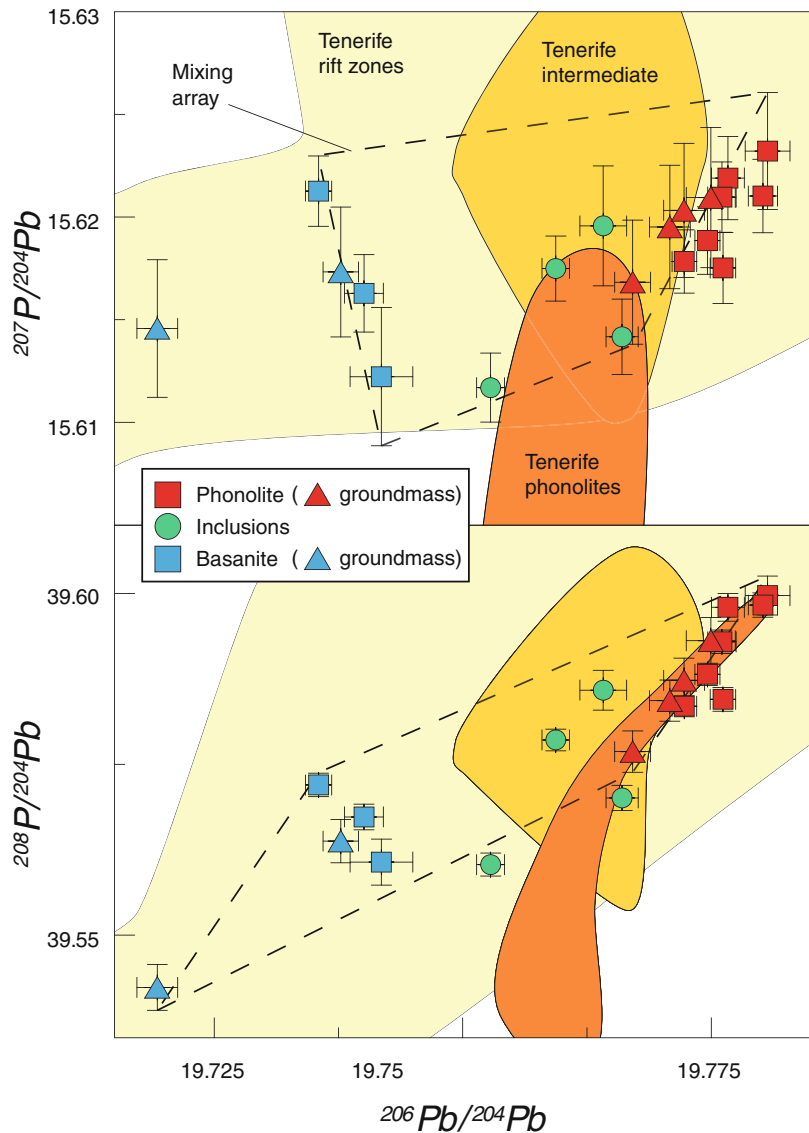 15.63
Tenerife
rift zones
Tenerife
intermediate
Mixing
array
15.62
207P/204Pb
15.61
Tenerife
phonolites
Phonolite ( groundmass)
Inclusions
Basanite ( groundmass)
39.60
208P/204Pb
39.55
19.725 19.75 19.775
206Pb/204Pb